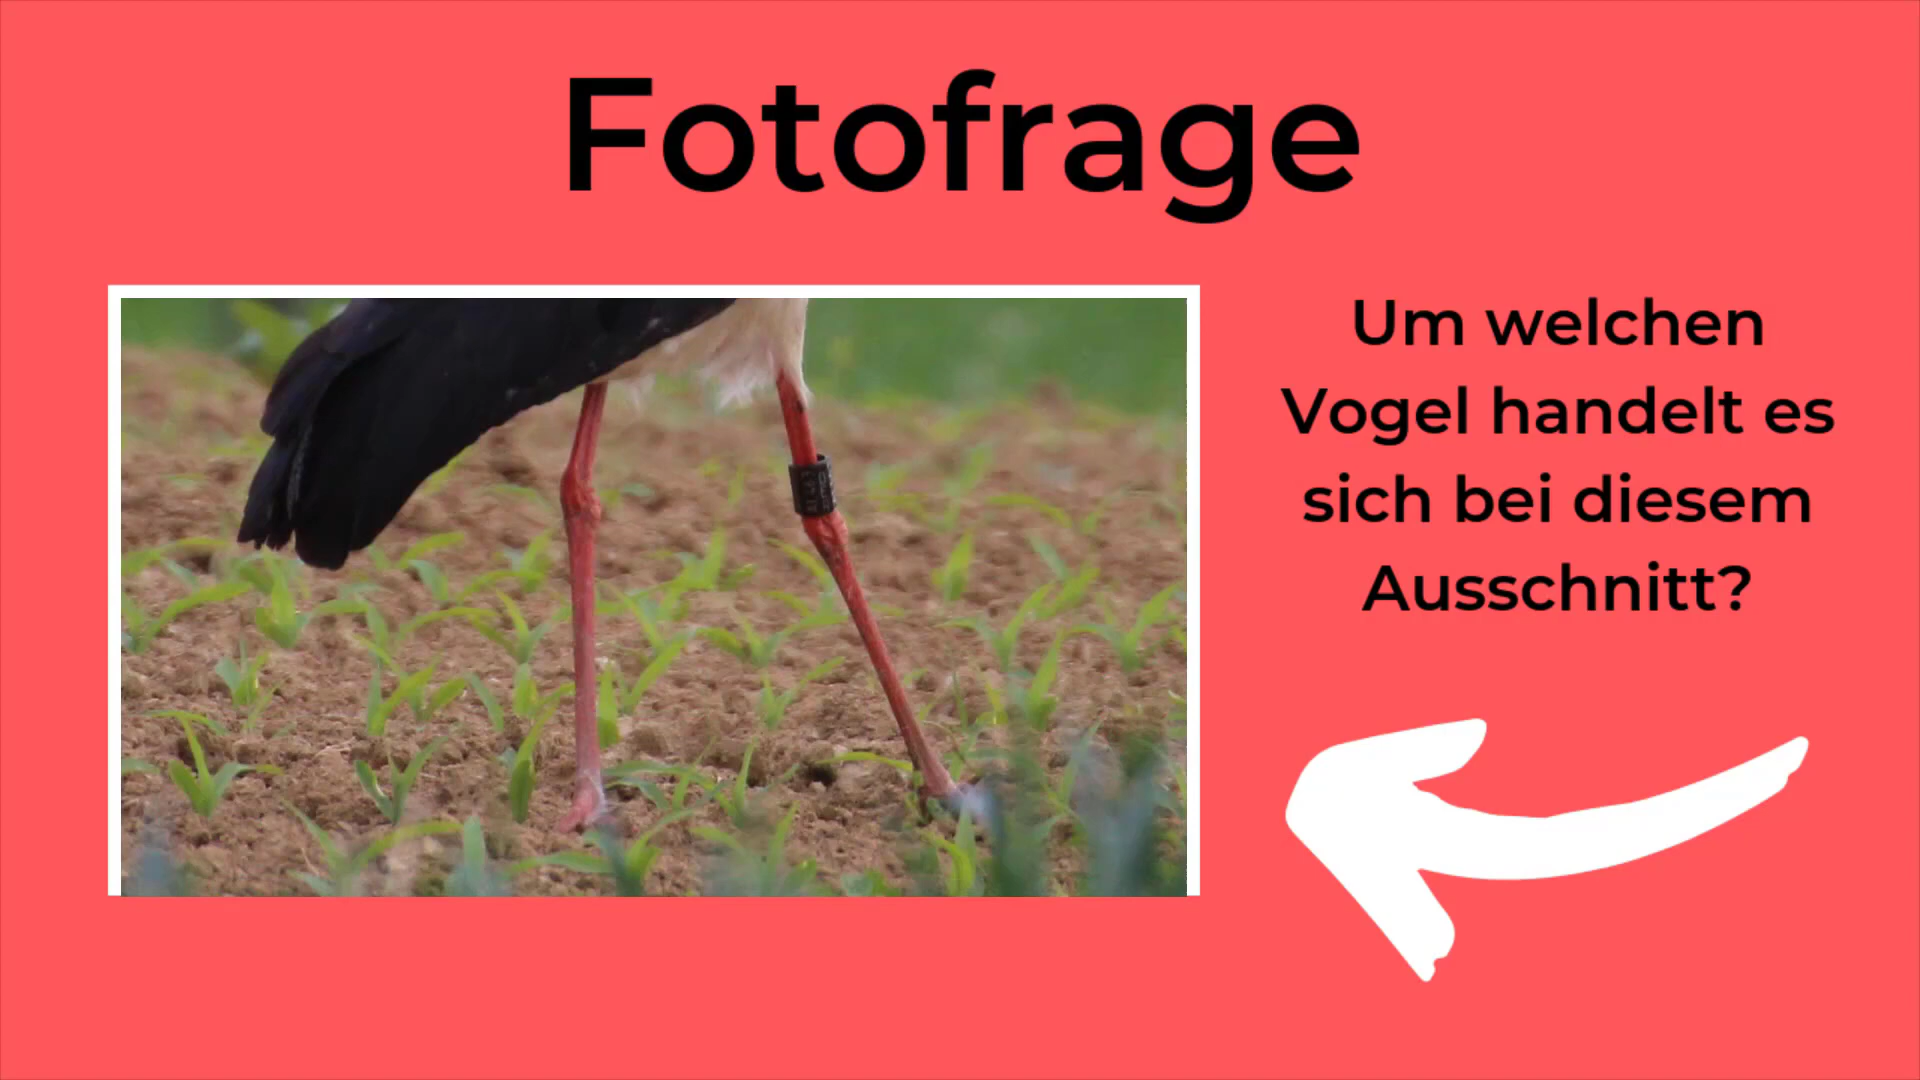 Fotofrage
Um welchen
Vogel handelt es
sich bei diesem
Ausschnitt?